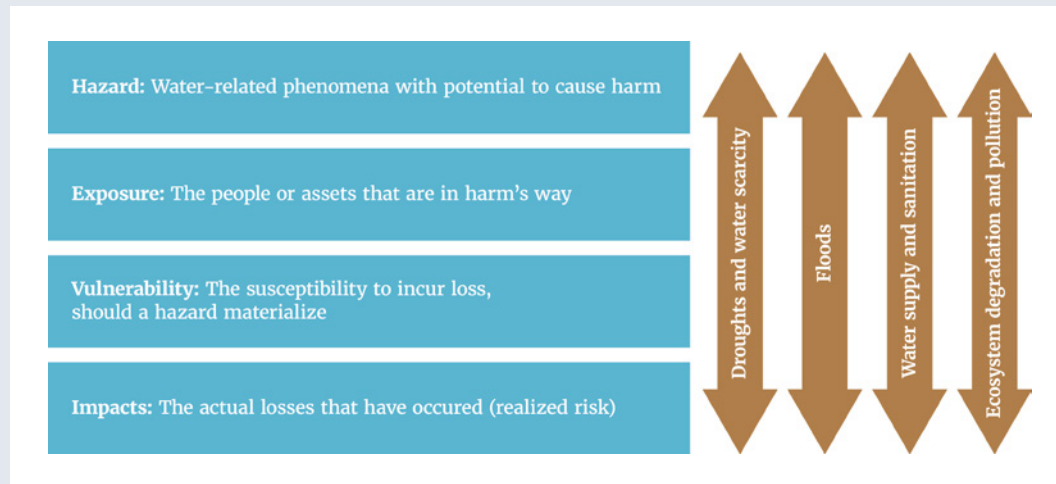 Hazard: Water-related phenomena with potential to cause harm
Exposure: The people or assets that are in harm’s way
Vulnerability: The susceptibility to incur loss,
should a hazard materialize
Impacts: The actual losses that have occured (realized risk)
Droughts and water scarcity
Floods
Water supply and sanitation
Ecosystem degradation and pollution